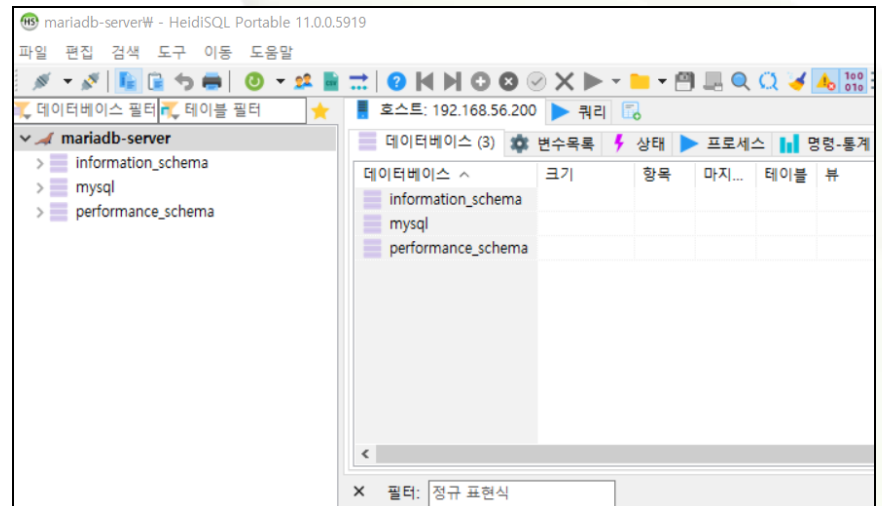 mariadb-server₩ - HeidiSQL Portable 11.0.0.5919
파일 편집 검색 도구 이동 도움말
데이터베이스 필터 테이블 필터
호스트: 192.168.56.200 쿼리
mariadb-server
information_schema
mysql
performance_schema
데이터베이스 (3) 변수목록 상태 프로세스 명령-통계
데이터베이스 크기 항목 마지... 테이블 뷰
information_schema
mysql
performance_schema
필터: 정규 표현식